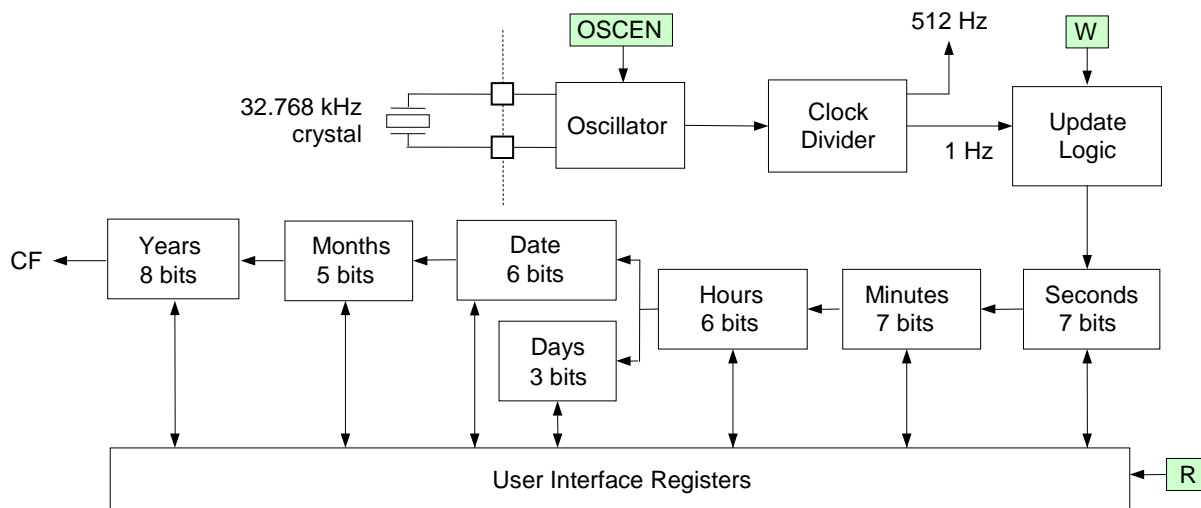 OSCEN
512 Hz
W
32.768 kHz
crystal
Oscillator
Clock
Divider
1 Hz
Update
Logic
CF
Years
8 bits
Months
5 bits
Date
6 bits
Days
3 bits
Hours
6 bits
Minutes
7 bits
Seconds
7 bits
User Interface Registers
R